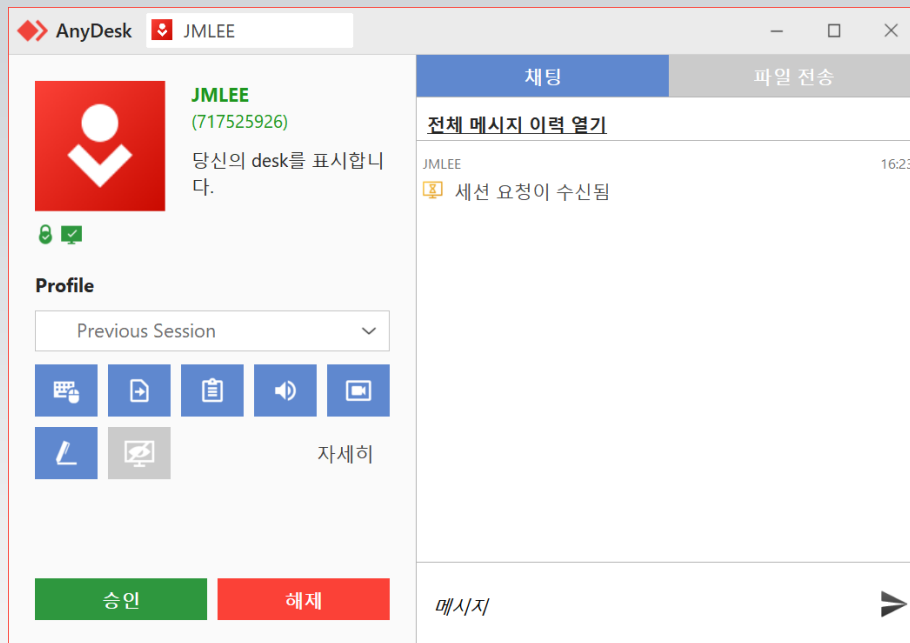 AnyDesk
JMLEE
JMLEE
(717525926)
당신의 desk를 표시합니
다.
Profile
Previous Session
자세히
승인
해제
채팅
파일 전송
전체 메시지 이력 열기
JMLEE
16:23
세션 요청이 수신됨
메시지